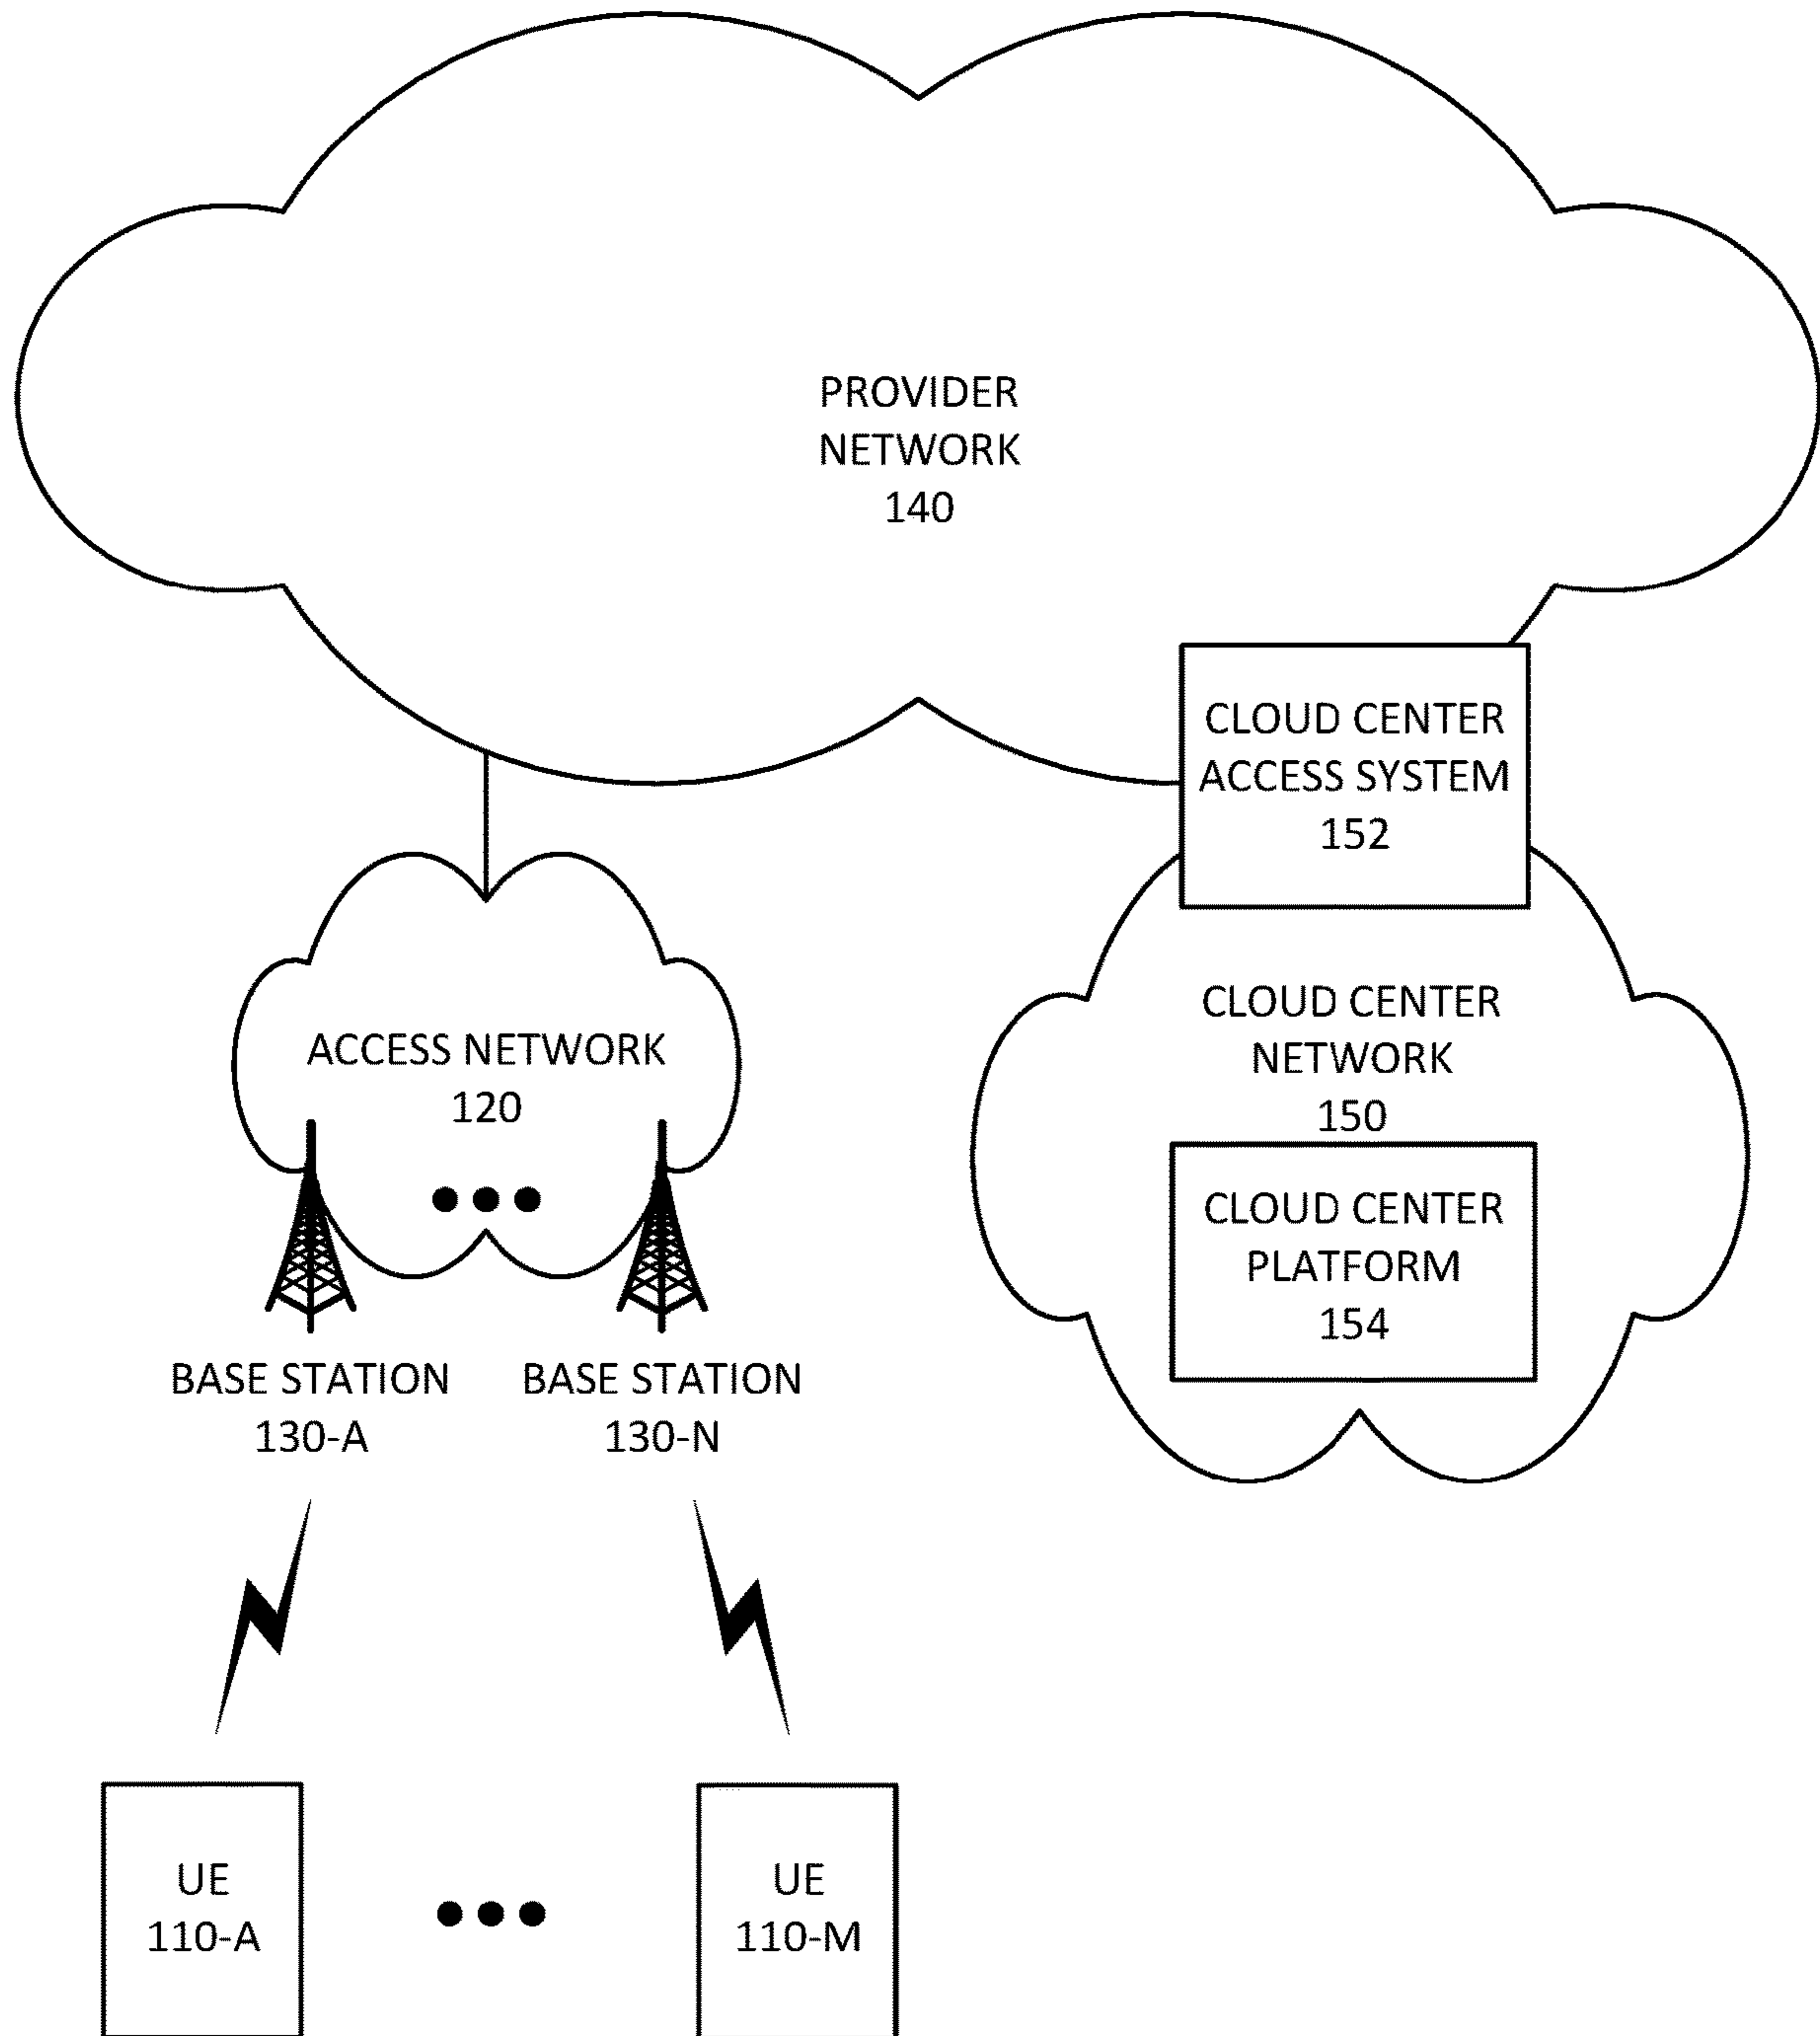 PROVIDER
NETWORK
140
CLOUD CENTER
ACCESS SYSTEM
152
ACCESS NETWORK
120
CLOUD CENTER
NETWORK
150
CLOUD CENTER
PLATFORM
154
BASE STATION
130-A
BASE STATION
130-N
UE
110-A
UE
110-M